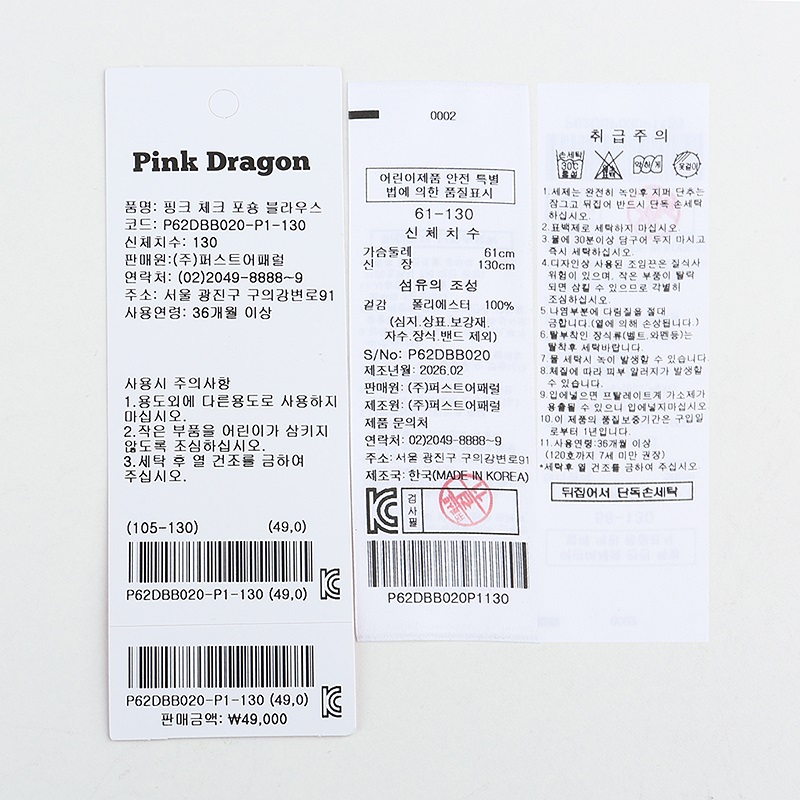 Pink Dragon
품명: 핑크 체크 포숑 블라우스
코드: P62DBB020-P1-130
신체치수: 130
판매원:(주)퍼스트어패럴
연락처: (02)2049-8888~9
주소: 서울 광진구 구의강변로91
사용연령: 36개월 이상
사용시 주의사항
1.용도외에 다른용도로 사용하지
마십시오.
2.작은 부품을 어린이가 삼키지
않도록 조심하십시오.
3.세탁 후 열 건조를 금하여
주십시오.
(105-130) (49,0)
P62DBB020-P1-130 (49,0)
P62DBB020-P1-130 (49,0)
판매금액: ₩49,000
0002
어린이제품 안전 특별
법에 의한 품질표시
61-130
신체치수
가슴둘레 61cm
신 장 130cm
섬유의 조성
겉감 폴리에스터 100%
(심지.상표.보강재.
자수.장식.밴드 제외)
S/No: P62DBB020
제조년월: 2026.02
판매원: (주)퍼스트어패럴
제조원: (주)퍼스트어패럴
제품 문의처
연락처: 02)2049-8888~9
주소: 서울 광진구 구의강변로91
제조국: 한국(MADE IN KOREA)
검사필
P62DBB020P1130
취급주의
손세탁
30℃
중성
약하게
옷걸이
1.세제는 완전히 녹인후 지퍼 단추는
잠그고 뒤집어 반드시 단독 손세탁
하십시오.
2.표백제로 세탁하지 마십시오.
3.물에 30분이상 담구어 두지 마시고
즉시 세탁하십시오.
4.디자인상 사용된 조임끈은 질식사
위험이 있으며, 작은 부품이 탈락
되면 삼킬 수 있으므로 각별히
조심하십시오.
5.나염부분에 다림질을 절대
금합니다.(열에 의해 손상됩니다.)
6.탈부착인 장식류(벨트.와펜등)는
탈착후 세탁바랍니다.
7.물 세탁시 녹이 발생할 수 있습니다.
8.체질에 따라 피부 알러지가 발생할
수 있습니다.
9.입에넣으면 프탈레이트계 가소제가
용출될 수 있으니 입에넣지마십시오
10.이 제품의 품질보증기간은 구입일
로부터 1년입니다.
11.사용연령:36개월 이상
(120호까지 7세 미만 권장)
*세탁후 열 건조를 금하여 주십시오.
뒤집어서 단독손세탁